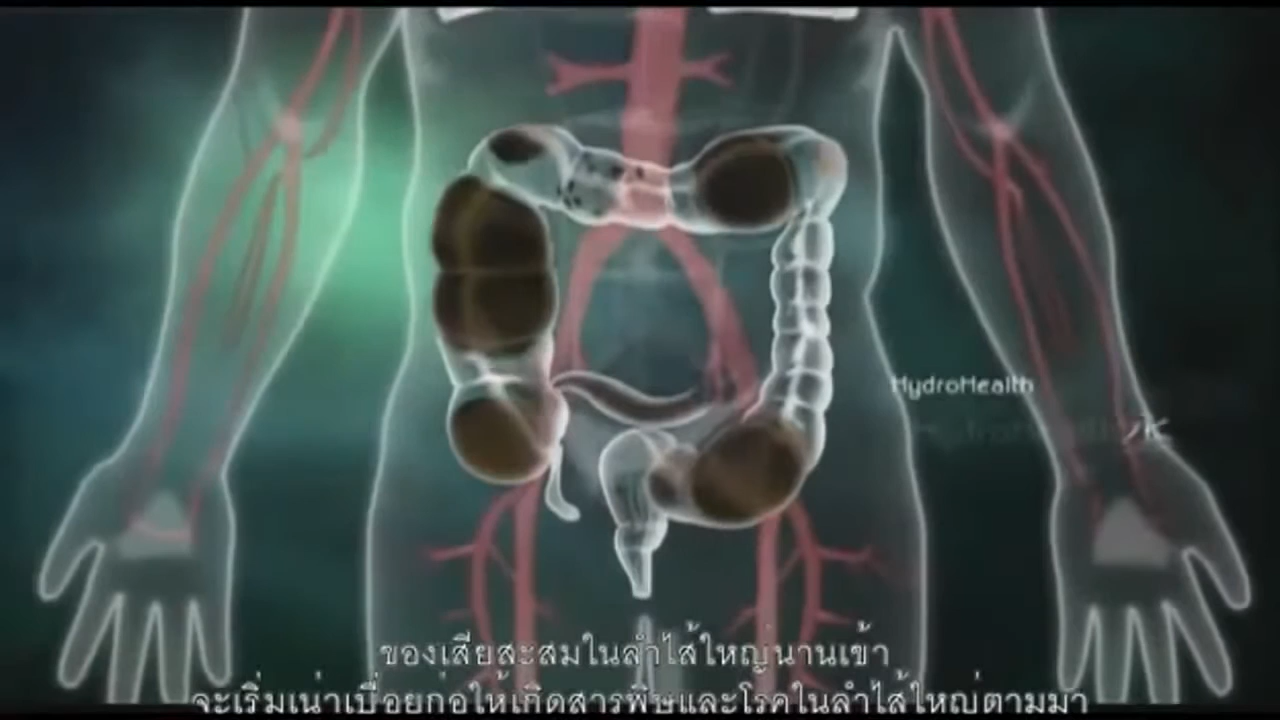 HydroHealth
ของเสียสะสมในลำไส้ใหญ่นานเข้า
จะเริ่มเน่าเปื่อยก่อให้เกิดสารพิษและโรคในลำไส้ใหญ่ตามมา